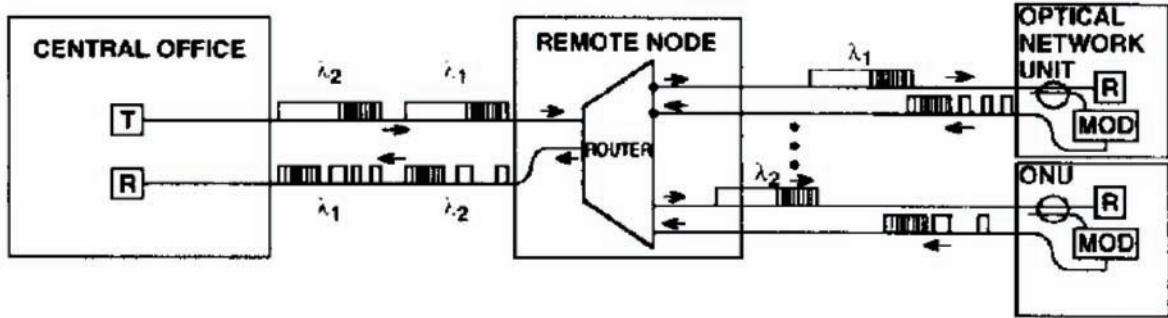 CENTRAL OFFICE
T
R
λ2
λ1
λ1
λ2
REMOTE NODE
ROUTER
λ1
λ2
OPTICAL
NETWORK
UNIT
R
MOD
ONU
R
MOD